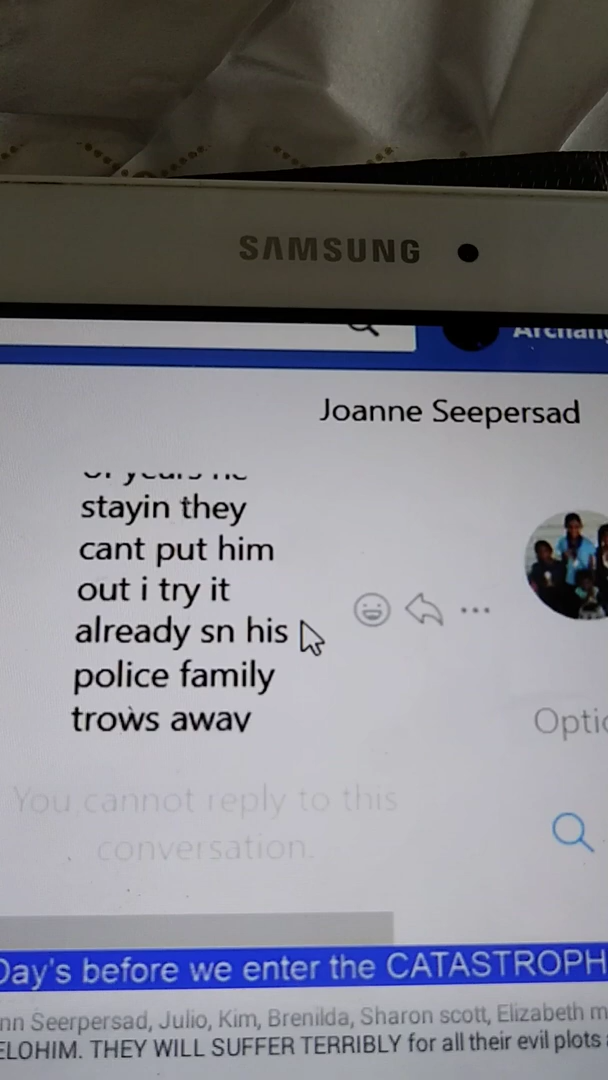 SAMSUNG
Joanne Seepersad
stayin they
cant put him
out i try it
already sn his
police family
trows away
You cannot reply to this
conversation.
Day's before we enter the CATASTROPH
nn Seerpersad, Julio, Kim, Brenilda, Sharon scott, Elizabeth m
ELOHIM. THEY WILL SUFFER TERRIBLY for all their evil plots